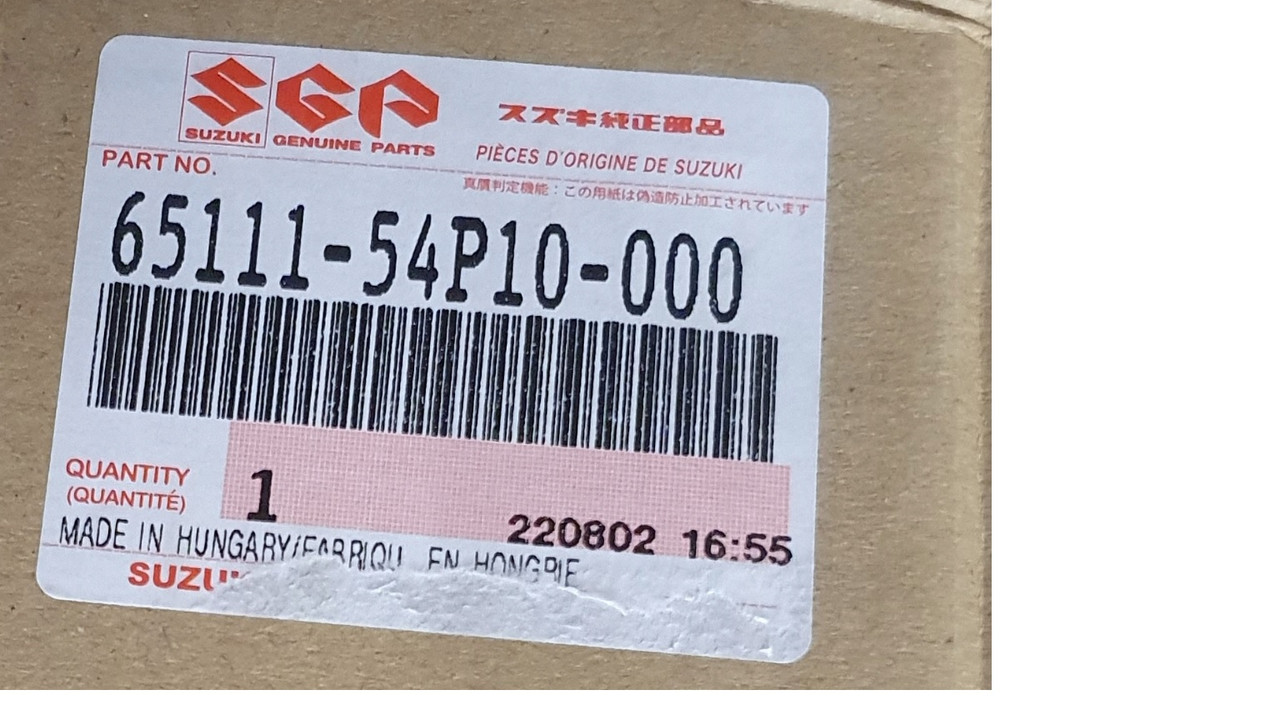 SGP
SUZUKI GENUINE PARTS
スズキ純正部品
PIÈCES D'ORIGINE DE SUZUKI
PART NO.
真贋判定機能：この用紙は偽造防止加工されています
65111-54P10-000
QUANTITY
(QUANTITÉ)
1
220802 16:55
MADE IN HUNGARY/FABRIQU EN HONGRIE